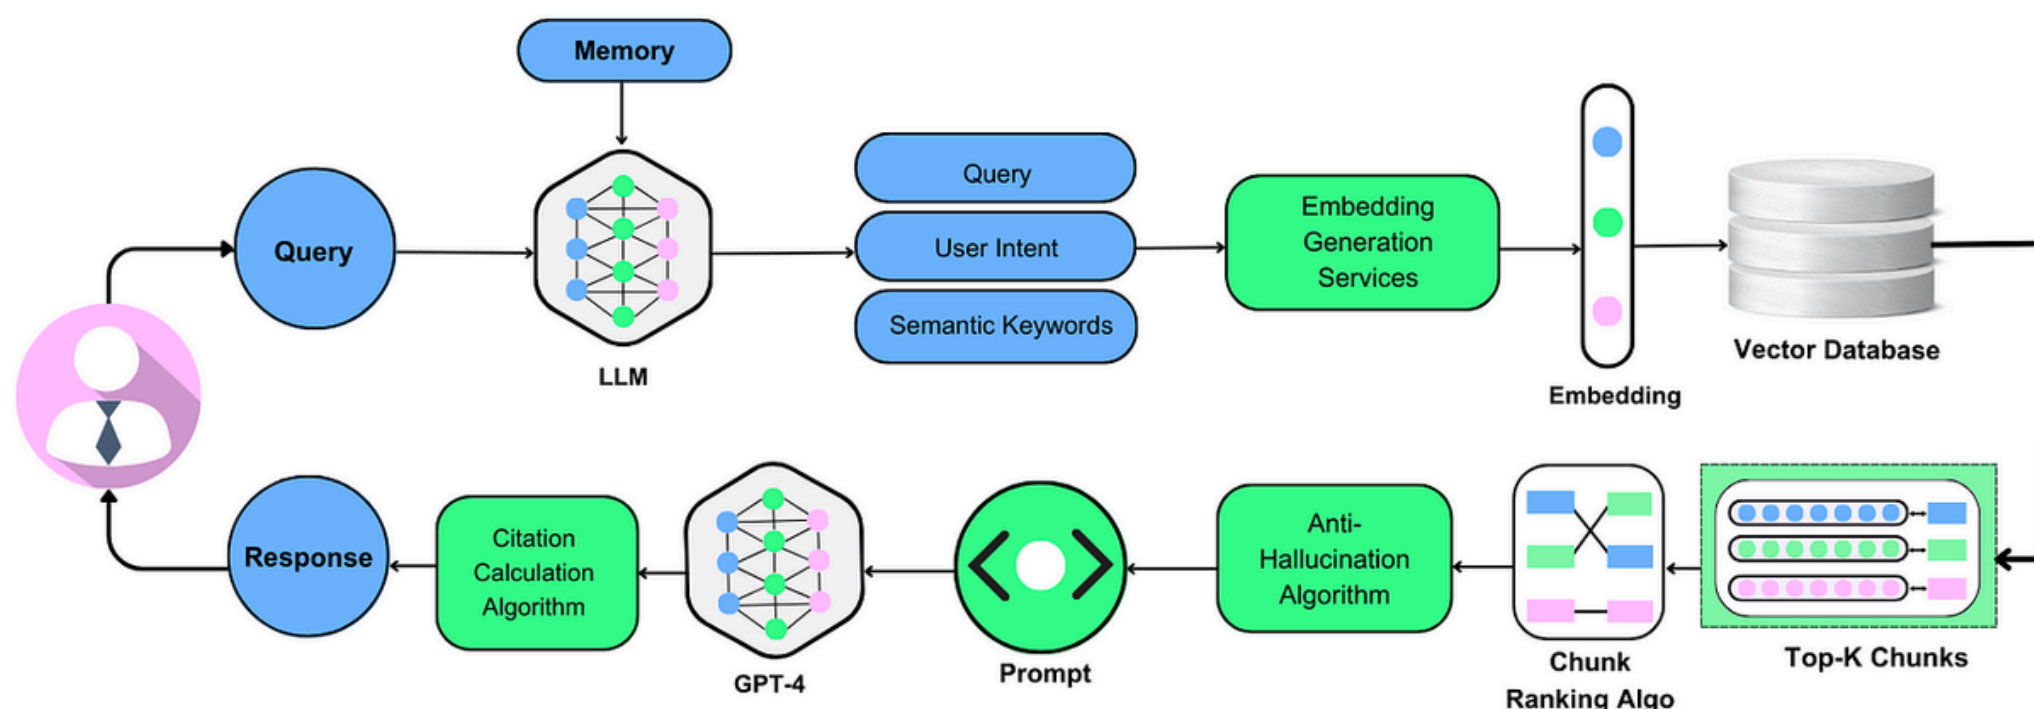 Memory
Query
LLM
Query
User Intent
Semantic Keywords
Embedding
Generation
Services
Embedding
Vector Database
Response
Citation
Calculation
Algorithm
GPT-4
Prompt
Anti-
Hallucination
Algorithm
Chunk
Ranking Algo
Top-K Chunks